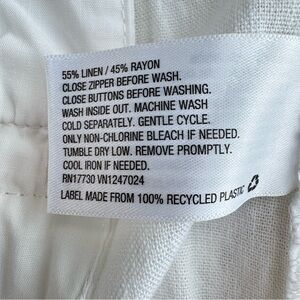 55% LINEN / 45% RAYON
CLOSE ZIPPER BEFORE WASH.
CLOSE BUTTONS BEFORE WASHING.
WASH INSIDE OUT. MACHINE WASH
COLD SEPARATELY. GENTLE CYCLE.
ONLY NON-CHLORINE BLEACH IF NEEDED.
TUMBLE DRY LOW. REMOVE PROMPTLY.
COOL IRON IF NEEDED.
RN17730 VN1247024
LABEL MADE FROM 100% RECYCLED PLASTIC